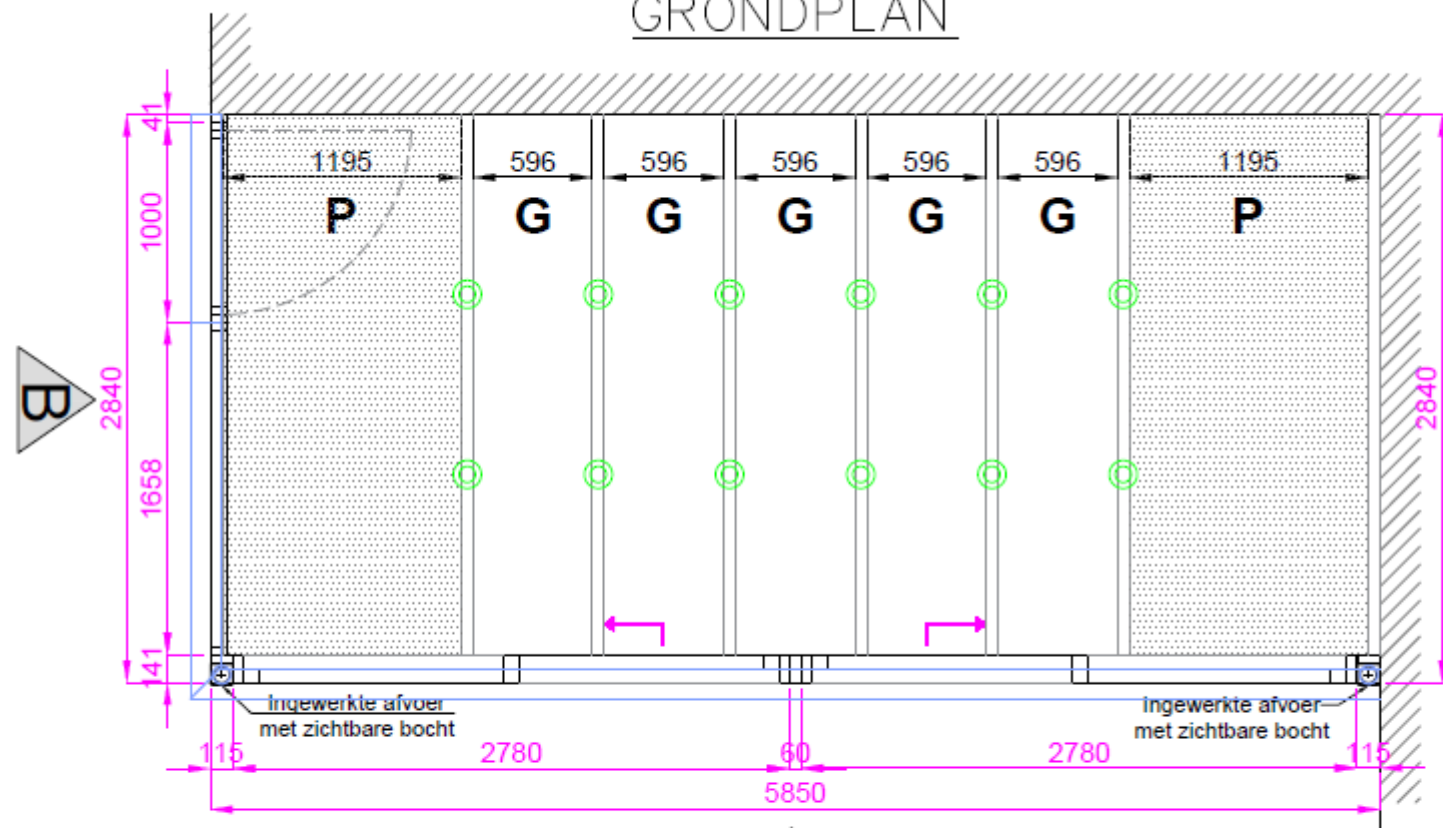 GRONDPLAN
41
1195
596
596
596
596
596
1195
P
G
G
G
G
G
P
1000
B
2840
2840
1658
141
Ingewerkte afvoer
met zichtbare bocht
Ingewerkte afvoer
met zichtbare bocht
115
2780
60
2780
115
5850